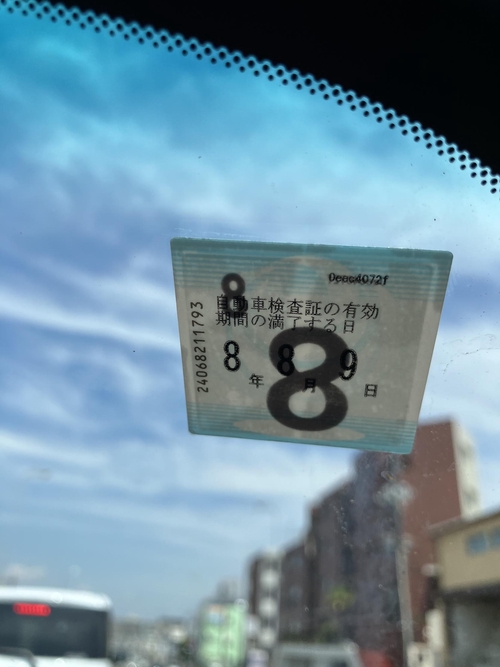 自動車検査証の有効
期間の満了する日
8年 8月 9日
24068211793
8
8